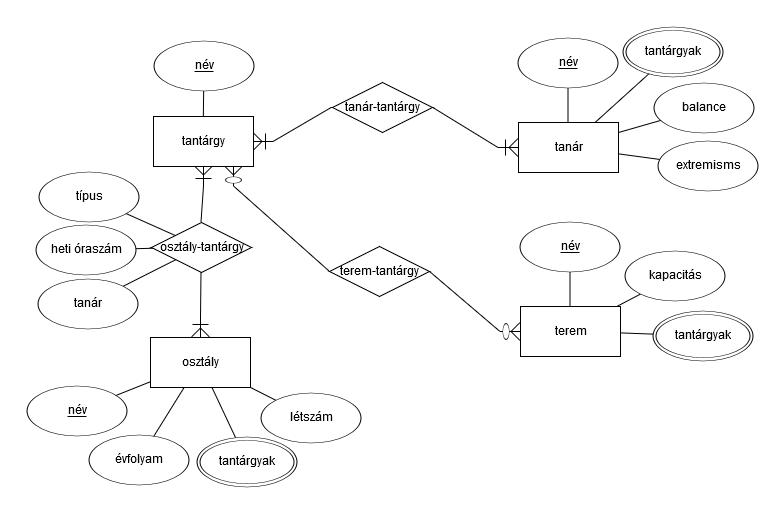 név
név
tantárgyak
tanár-tantárgy
balance
tantárgy
tanár
extremisms
típus
heti óraszám
osztály-tantárgy
név
tanár
terem-tantárgy
kapacitás
terem
tantárgyak
osztály
név
létszám
évfolyam
tantárgyak